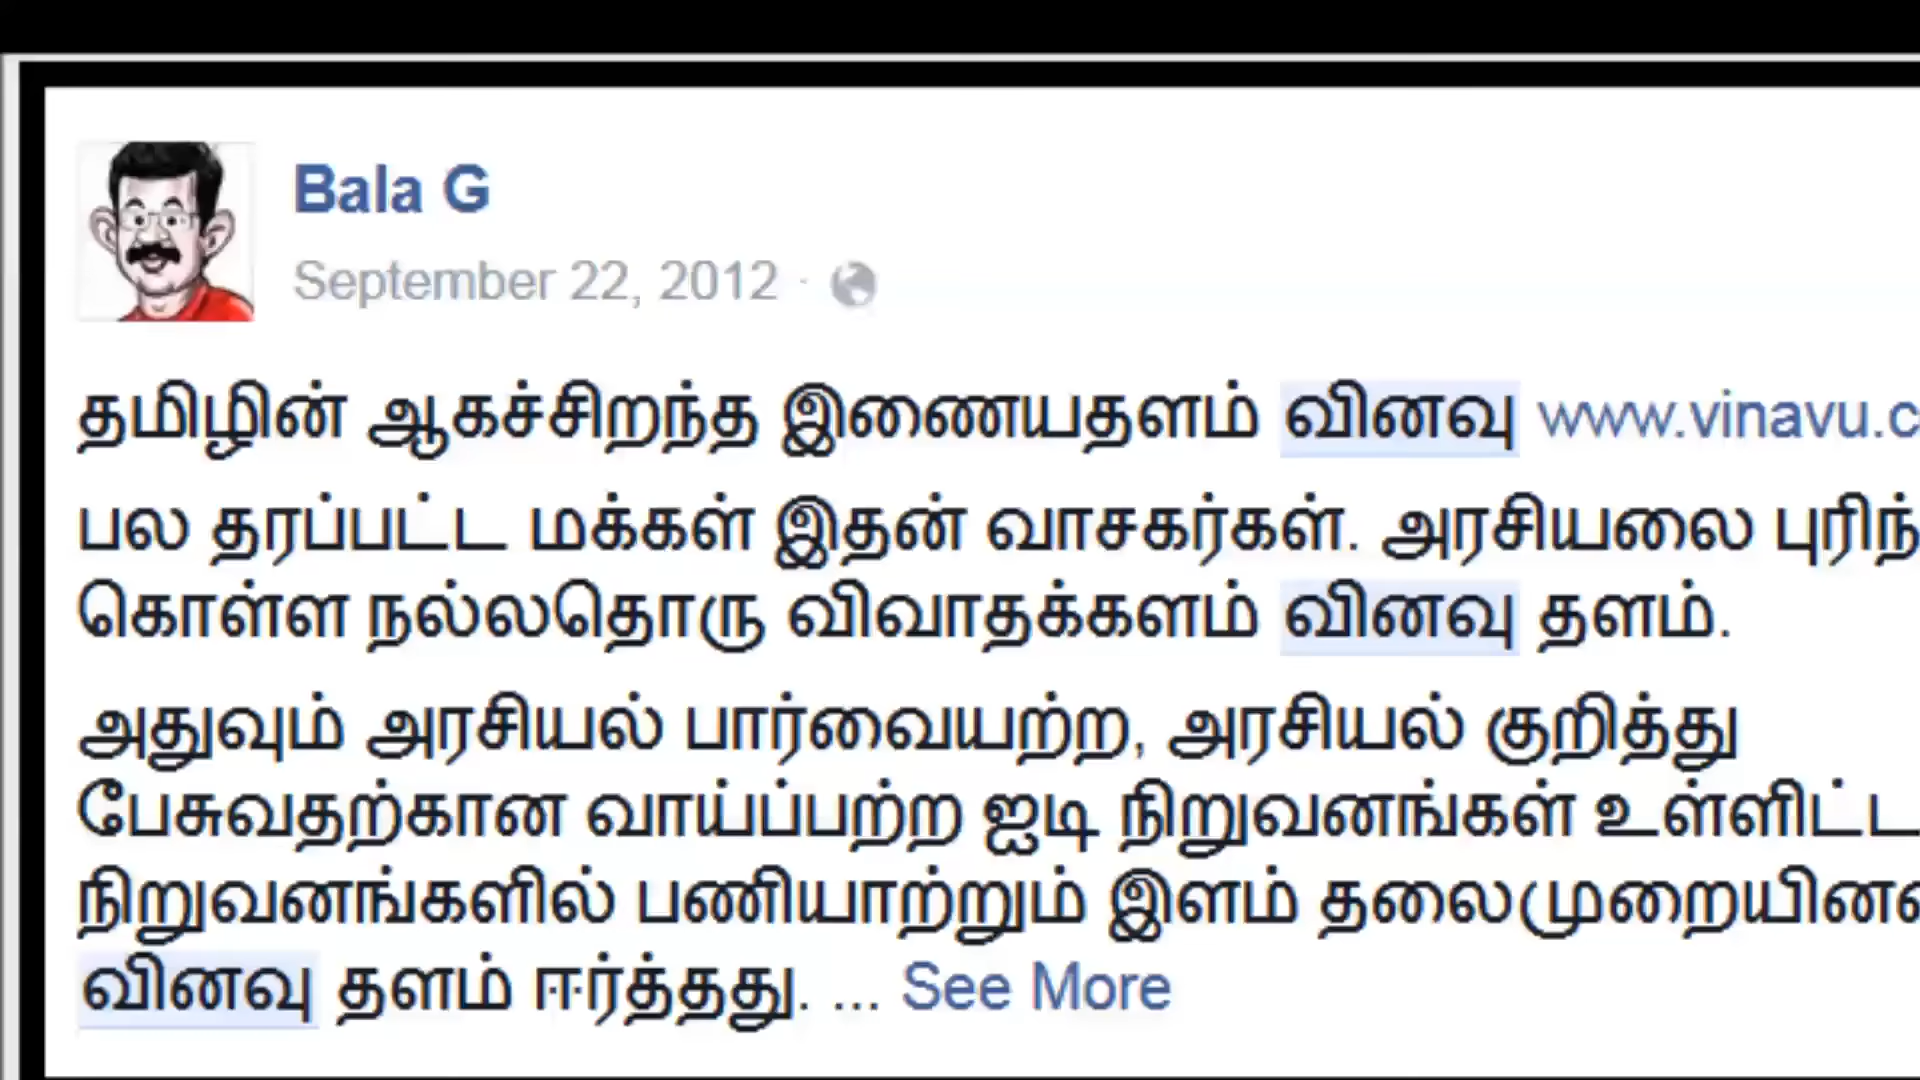 Bala G
September 22, 2012 ·
தமிழின் ஆகச்சிறந்த இணையதளம் வினவு www.vinavu.c
பல தரப்பட்ட மக்கள் இதன் வாசகர்கள். அரசியலை புரிந்
கொள்ள நல்லதொரு விவாதக்களம் வினவு தளம்.
அதுவும் அரசியல் பார்வையற்ற, அரசியல் குறித்து
பேசுவதற்கான வாய்ப்பற்ற ஐடி நிறுவனங்கள் உள்ளிட்ட
நிறுவனங்களில் பணியாற்றும் இளம்
வினவு தளம் ஈர்த்தது. ... See More